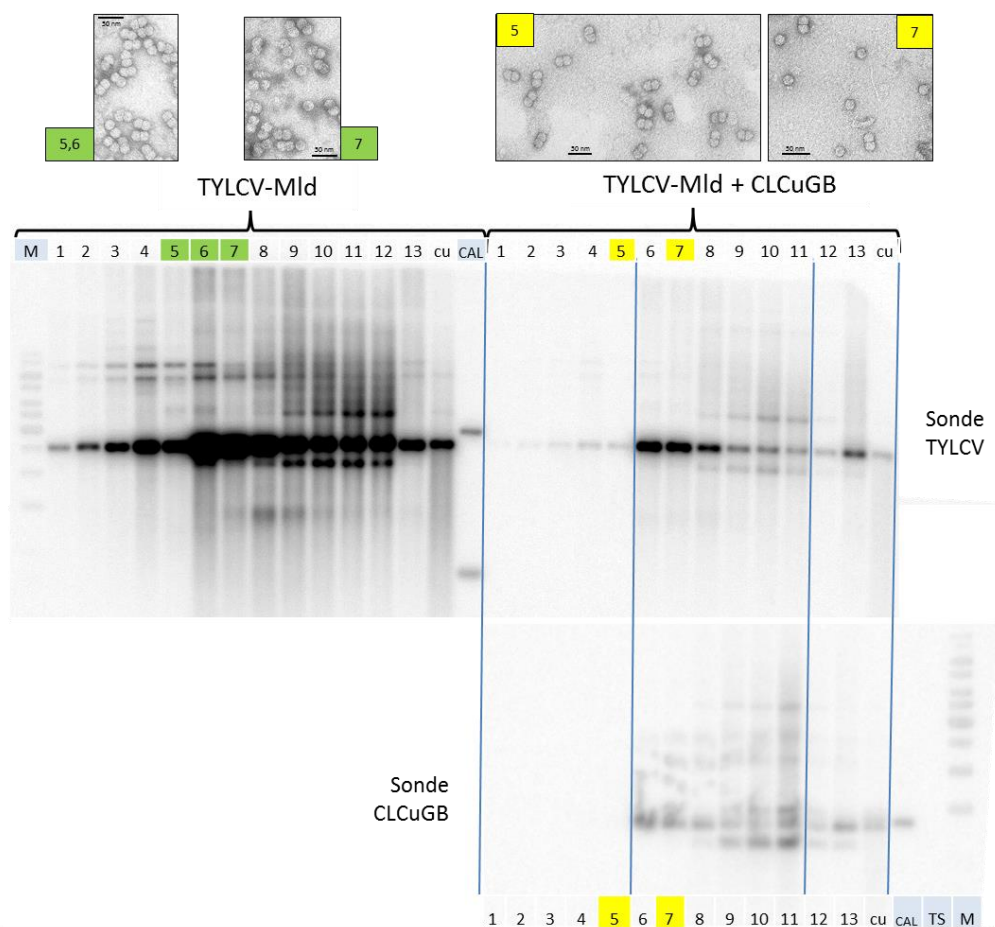 50 nm
5
7
5,6
50 nm
7
50 nm
50 nm
TYLCV-Mld
TYLCV-Mld + CLCuGB
M 1 2 3 4 5 6 7 8 9 10 11 12 13 cu CAL 1 2 3 4 5 6 7 8 9 10 11 12 13 cu
Sonde
TYLCV
Sonde
CLCuGB
1 2 3 4 5 6 7 8 9 10 11 12 13 cu CAL TS M